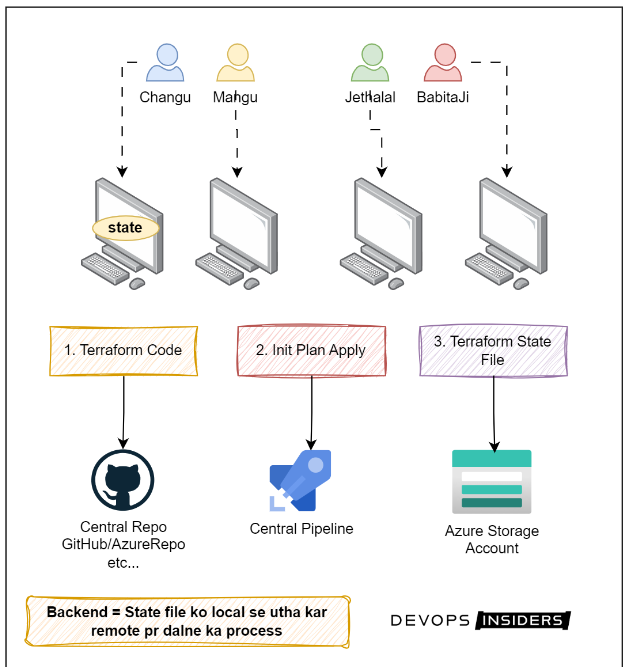 Changu
Mangu
Jethalal
BabitaJi
state
1. Terraform Code
2. Init Plan Apply
3. Terraform State
File
Central Repo
GitHub/AzureRepo
etc...
Central Pipeline
Azure Storage
Account
Backend = State file ko local se utha kar
remote pr dalne ka process
DEVOPS INSIDERS